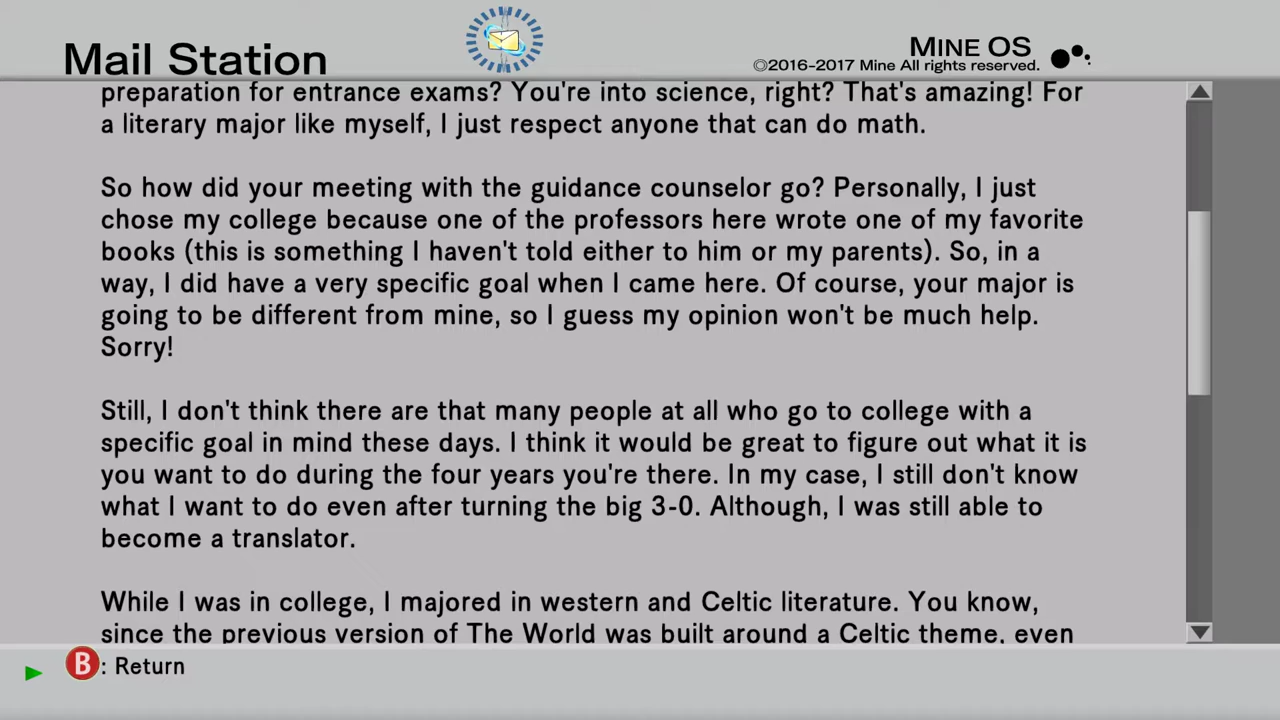 Mail Station
MINE OS
©2016-2017 Mine All rights reserved.
preparation for entrance exams? You're into science, right? That's amazing! For
a literary major like myself, I just respect anyone that can do math.
So how did your meeting with the guidance counselor go? Personally, I just
chose my college because one of the professors here wrote one of my favorite
books (this is something I haven't told either to him or my parents). So, in a
way, I did have a very specific goal when I came here. Of course, your major is
going to be different from mine, so I guess my opinion won't be much help.
Sorry!
Still, I don't think there are that many people at all who go to college with a
specific goal in mind these days. I think it would be great to figure out what it is
you want to do during the four years you're there. In my case, I still don't know
what I want to do even after turning the big 3-0. Although, I was still able to
become a translator.
While I was in college, I majored in western and Celtic literature. You know,
since the previous version of The World was built around a Celtic theme, even
B : Return